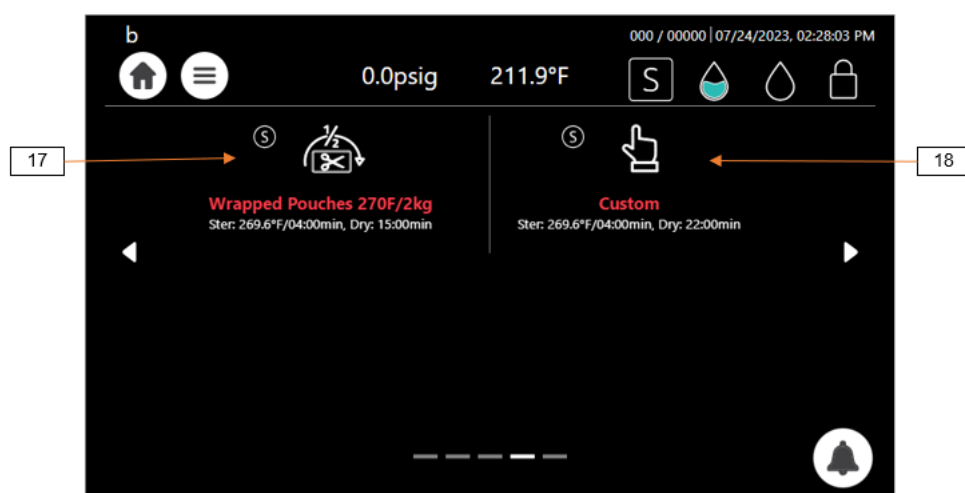 b
000 / 00000 | 07/24/2023, 02:28:03 PM
0.0psig 211.9°F S
17
S 1/2
S
18
Wrapped Pouches 270F/2kg
Ster: 269.6°F/04:00min, Dry: 15:00min
Custom
Ster: 269.6°F/04:00min, Dry: 22:00min